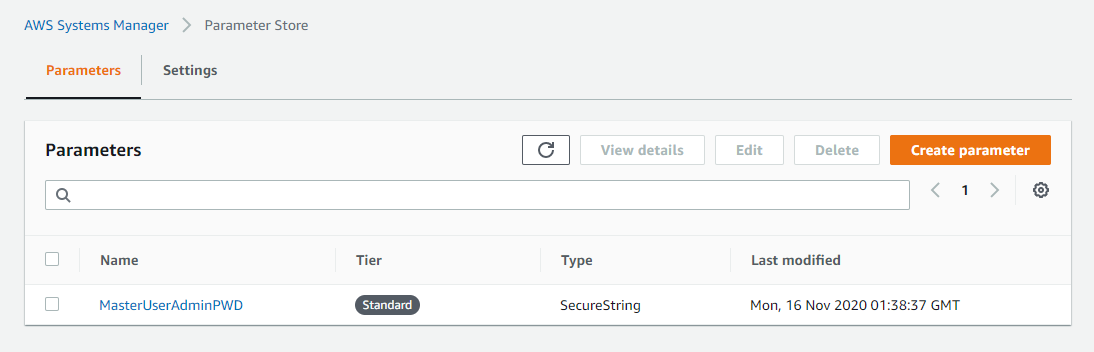 AWS Systems Manager > Parameter Store
Parameters Settings
Parameters View details Edit Delete Create parameter
1
Name Tier Type Last modified
MasterUserAdminPWD Standard SecureString Mon, 16 Nov 2020 01:38:37 GMT